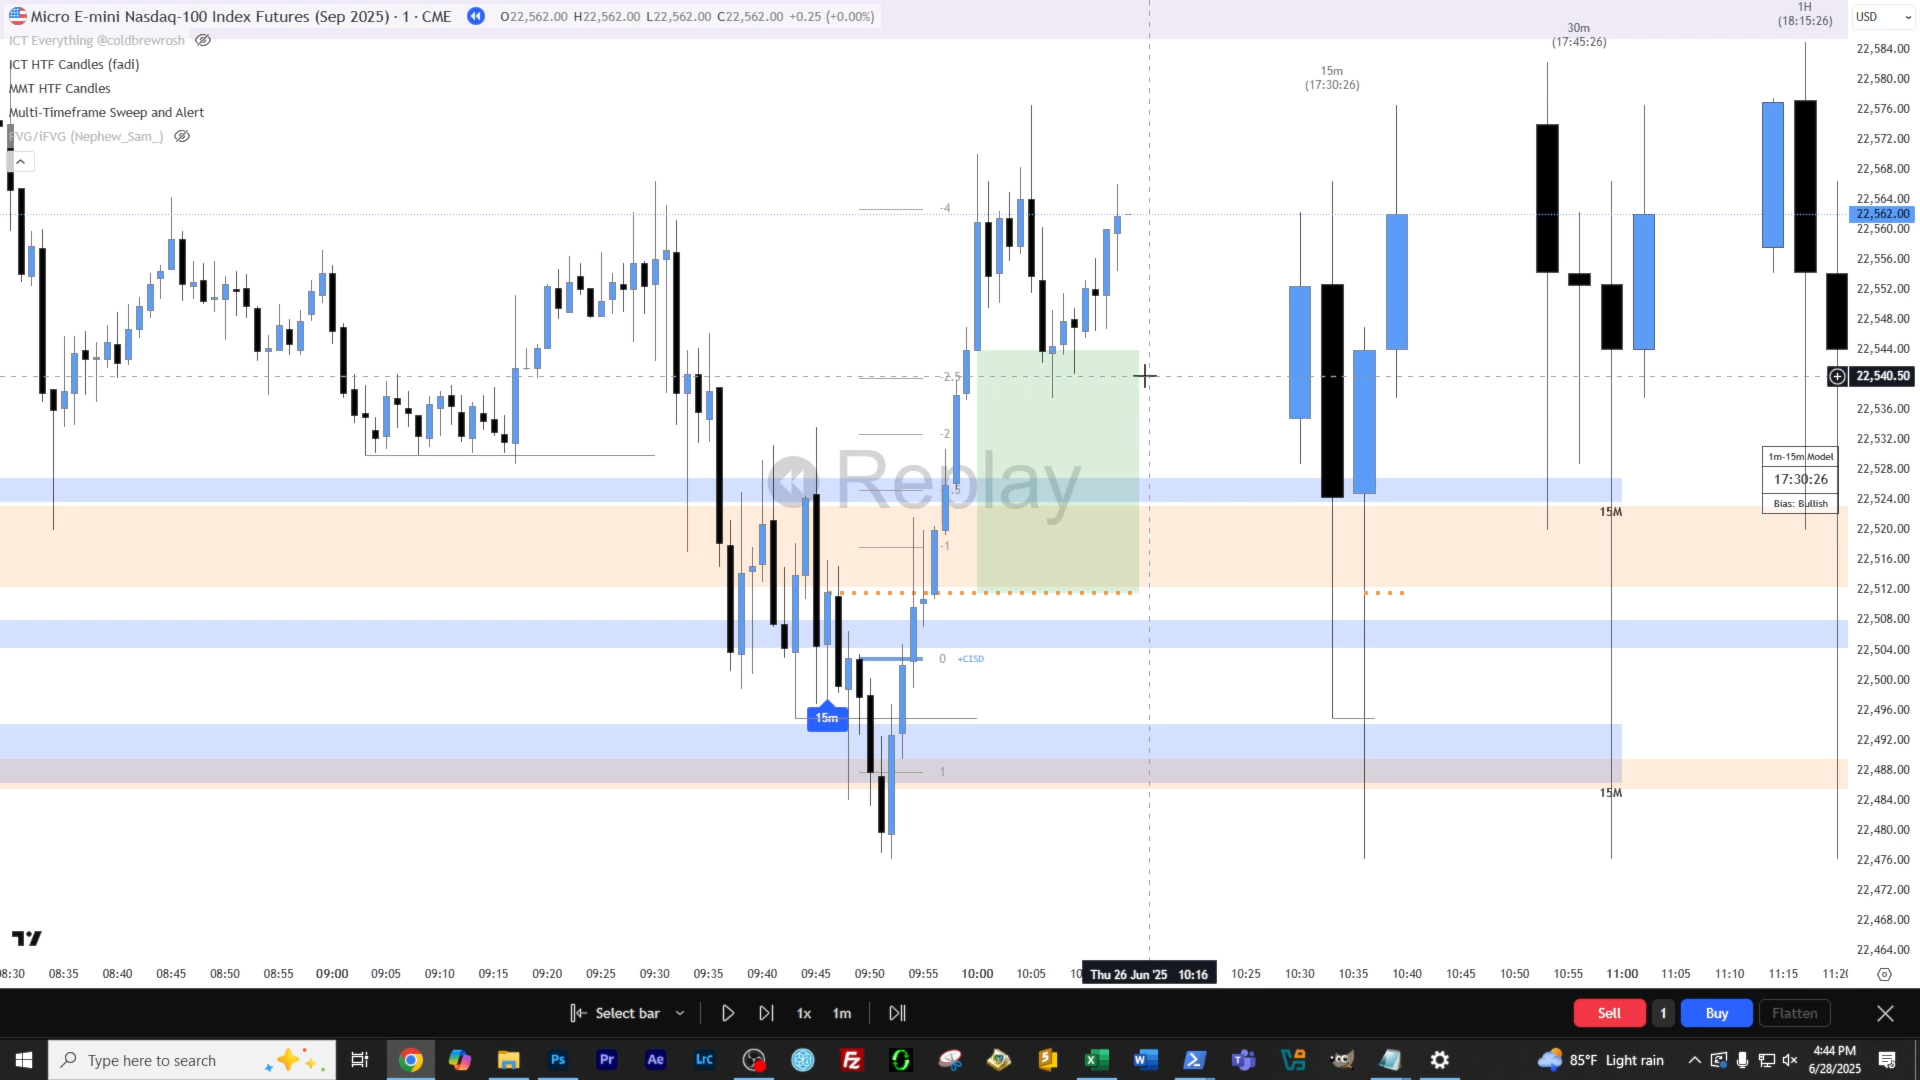 Micro E-mini Nasdaq-100 Index Futures (Sep 2025) · 1 · CME O22,562.00 H22,562.00 L22,562.00 C22,562.00 +0.25 (+0.00%)
ICT Everything @coldbrewrosh
ICT HTF Candles (fadi)
MMT HTF Candles
Multi-Timeframe Sweep and Alert
FVG/iFVG (Nephew_Sam_)
15m
(17:30:26)
30m
(17:45:26)
1H
(18:15:26)
USD
22,584.00
22,580.00
22,576.00
22,572.00
22,568.00
22,564.00
22,562.00
22,560.00
22,556.00
22,552.00
22,548.00
22,544.00
22,540.50
22,536.00
22,532.00
22,528.00
22,524.00
22,520.00
22,516.00
22,512.00
22,508.00
22,504.00
22,500.00
22,496.00
22,492.00
22,488.00
22,484.00
22,480.00
22,476.00
22,472.00
22,468.00
22,464.00
-4
-2.5
-2
-1
0 +CISD
1
Replay
15m
15M
15M
1m-15m Model
17:30:26
Bias: Bullish
08:35 08:40 08:45 08:50 08:55 09:00 09:05 09:10 09:15 09:20 09:25 09:30 09:35 09:40 09:45 09:50 09:55 10:00 10:05 Thu 26 Jun '25 10:16 10:25 10:30 10:35 10:40 10:45 10:50 10:55 11:00 11:05 11:10 11:15
Select bar 1x 1m Sell 1 Buy Flatten
Type here to search
Ps Pr Ae Lrc
85°F Light rain
4:44 PM
6/28/2025